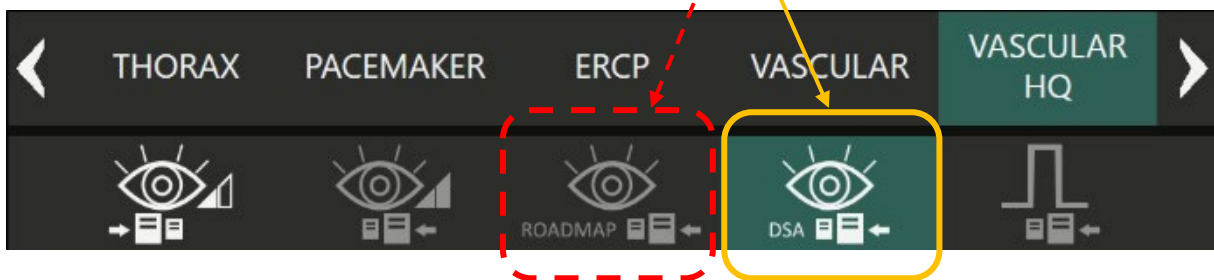 THORAX PACEMAKER ERCP VASCULAR VASCULAR HQ
ROADMAP DSA